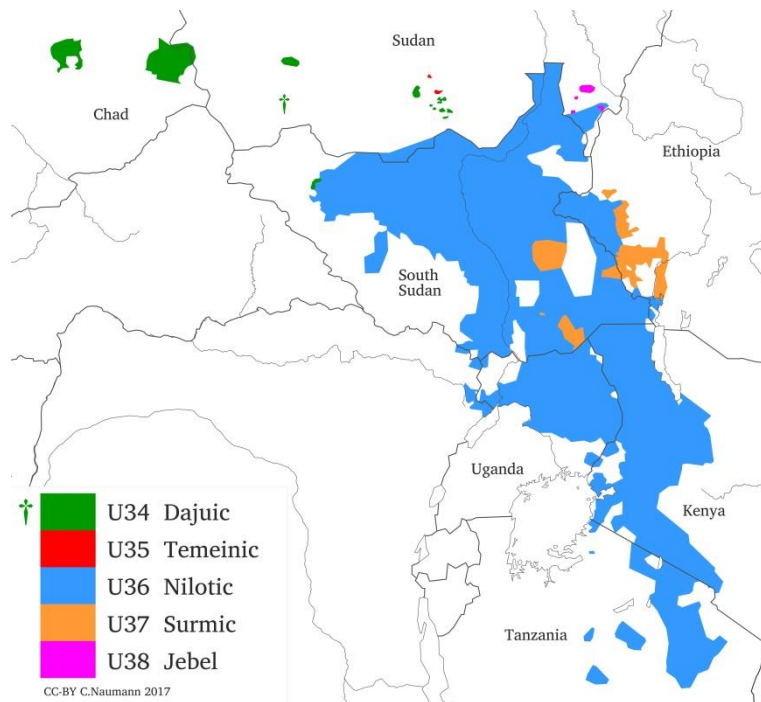 Sudan
Chad
Ethiopia
South
Sudan
Uganda
Kenya
Tanzania
† U34 Dajuic
U35 Temeinic
U36 Nilotic
U37 Surmic
U38 Jebel
CC-BY C.Naumann 2017